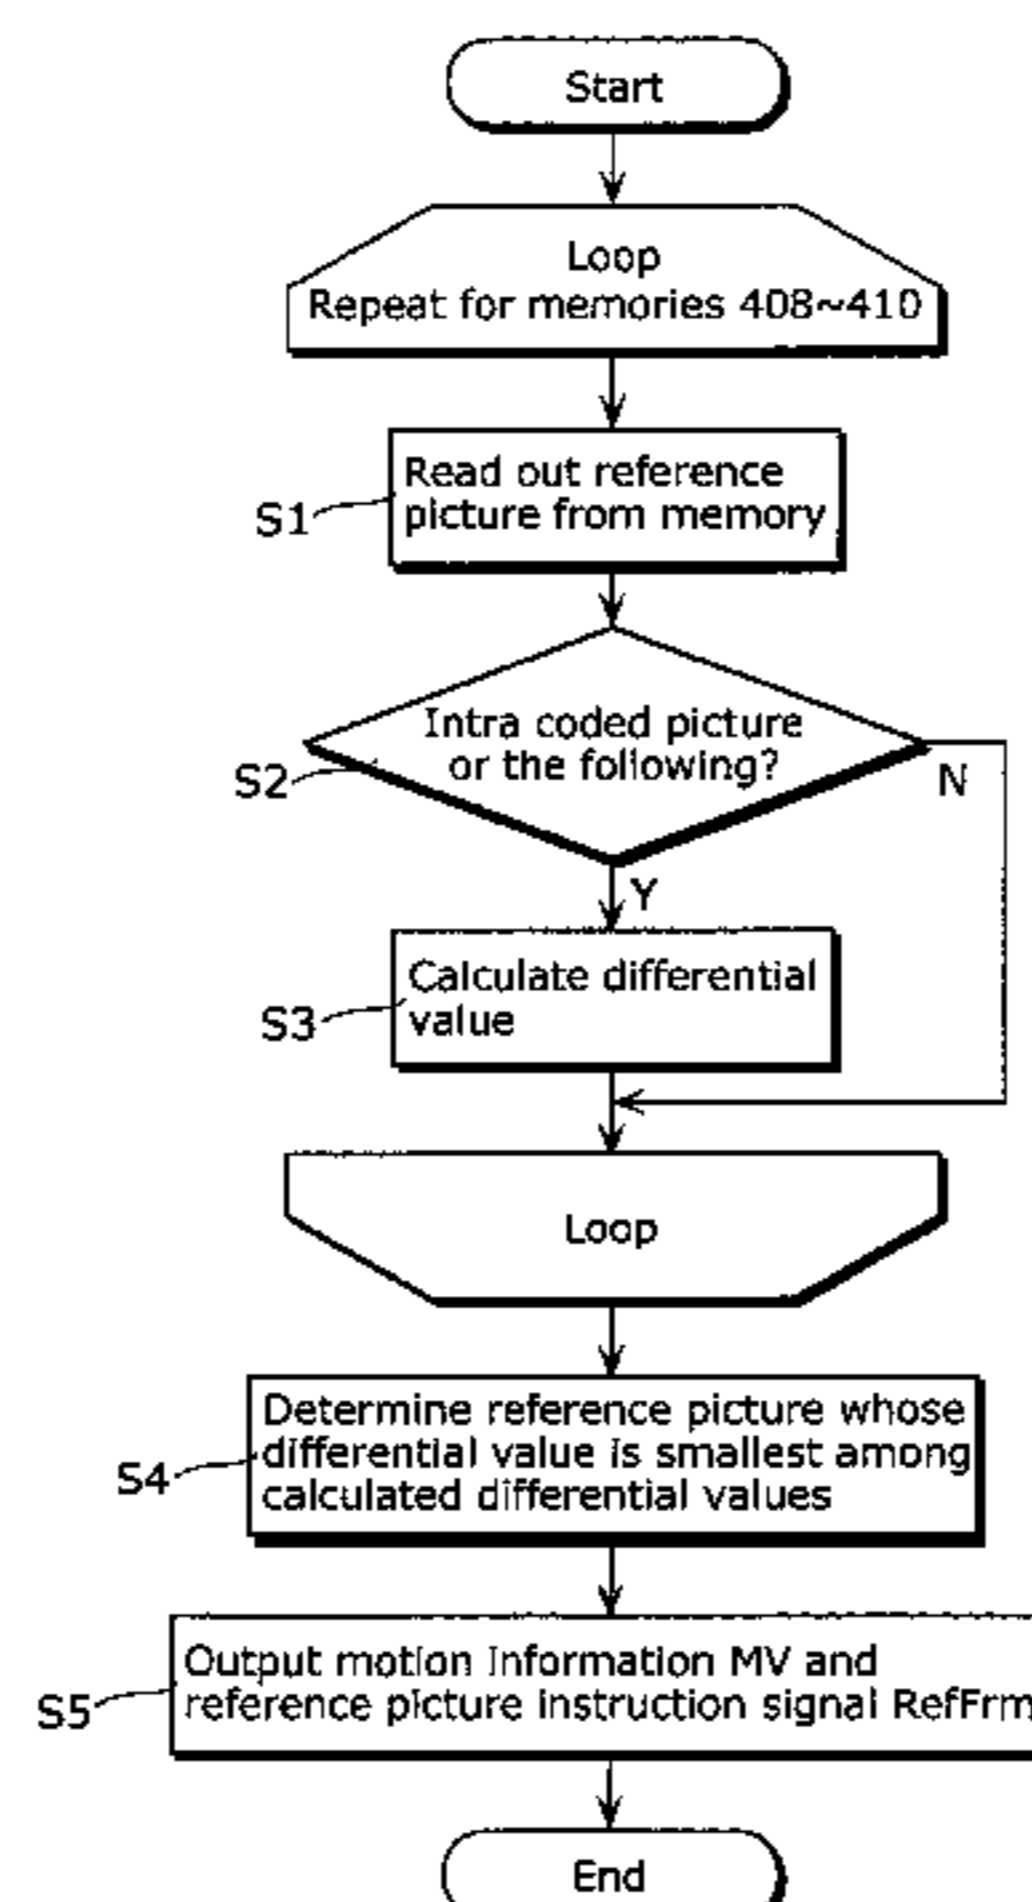 Start
Loop
Repeat for memories 408~410
Read out reference
S1
picture from memory
Intra coded picture
or the following?
S2
N
Y
Calculate differential
S3
value
Loop
Determine reference picture whose
differential value is smallest among
S4
calculated differential values
Output motion Information MV and
S5
reference picture instruction signal RefFrm
End